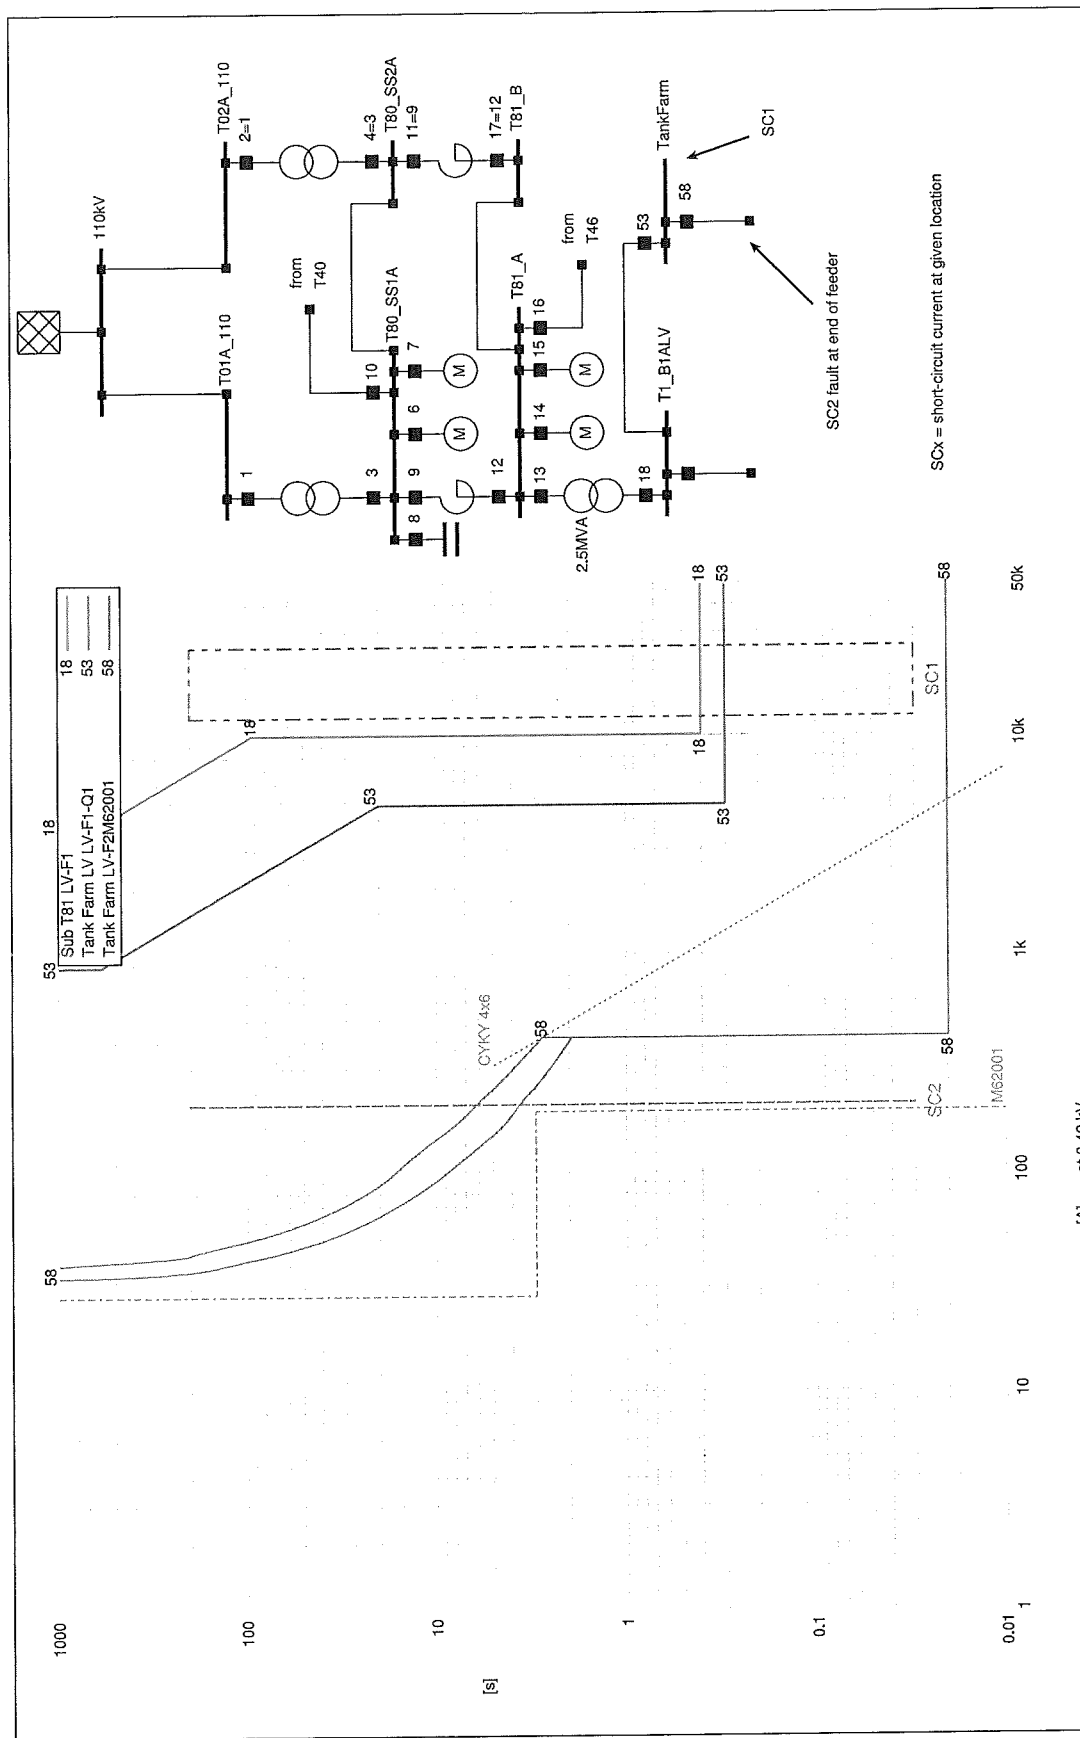 1000
100
10
1
0.1
0.01
[s]
1
10
100
1k
10k
50k
53
18
Sub T81 LV-F1
18
Tank Farm LV LV-F1-Q1
53
Tank Farm LV-F2M62001
58
58
18
53
18
18
53
53
58
58
58
CYKY 4x6
SC2
M62001
SC1
110kV
T01A_110
T02A_110
1
2=1
from
T40
3
10
4=3
T80_SS1A
T80_SS2A
8
9
6
7
11=9
M
M
12
17=12
T81_A
T81_B
13
14
15
16
from
T46
M
M
2.5MVA
18
T1_B1ALV
53
TankFarm
58
SC1
SC2 fault at end of feeder
SCx = short-circuit current at given location